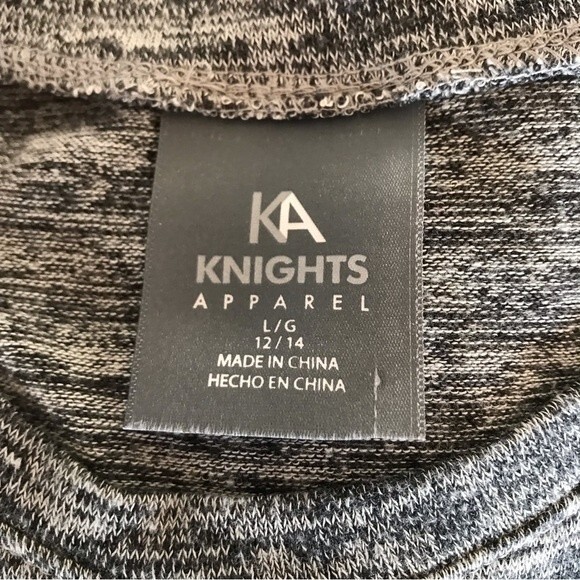 KA
KNIGHTS
APPAREL
L/G
12/14
MADE IN CHINA
HECHO EN CHINA